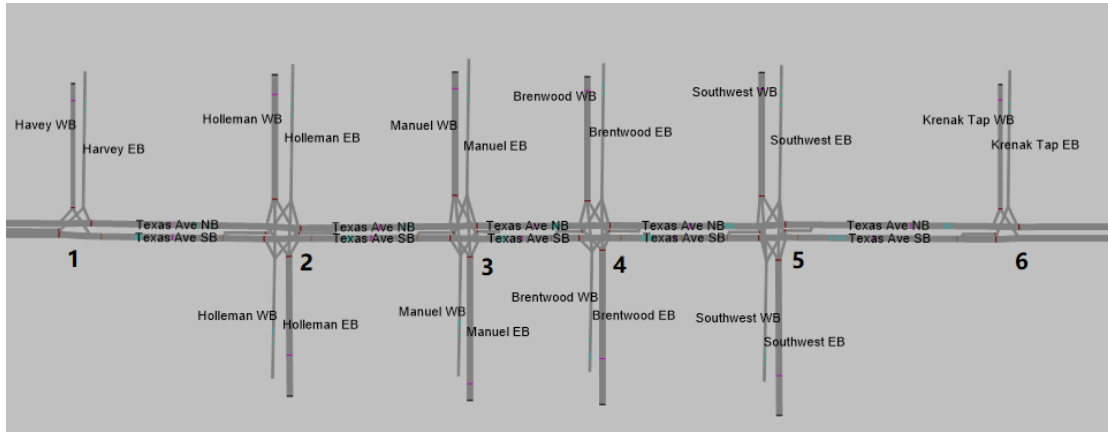 Havey WB
Harvey EB
Holleman WB
Holleman EB
Manuel WB
Manuel EB
Brenwood WB
Brentwood EB
Southwest WB
Southwest EB
Krenak Tap WB
Krenak Tap EB
Texas Ave NB
Texas Ave NB
Texas Ave NB
Texas Ave NB
Texas Ave NB
Texas Ave SB
Texas Ave SB
Texas Ave SB
Texas Ave SB
Texas Ave SB
1
2
3
4
5
6
Holleman WB
Holleman EB
Manuel WB
Manuel EB
Brentwood WB
Brentwood EB
Southwest WB
Southwest EB